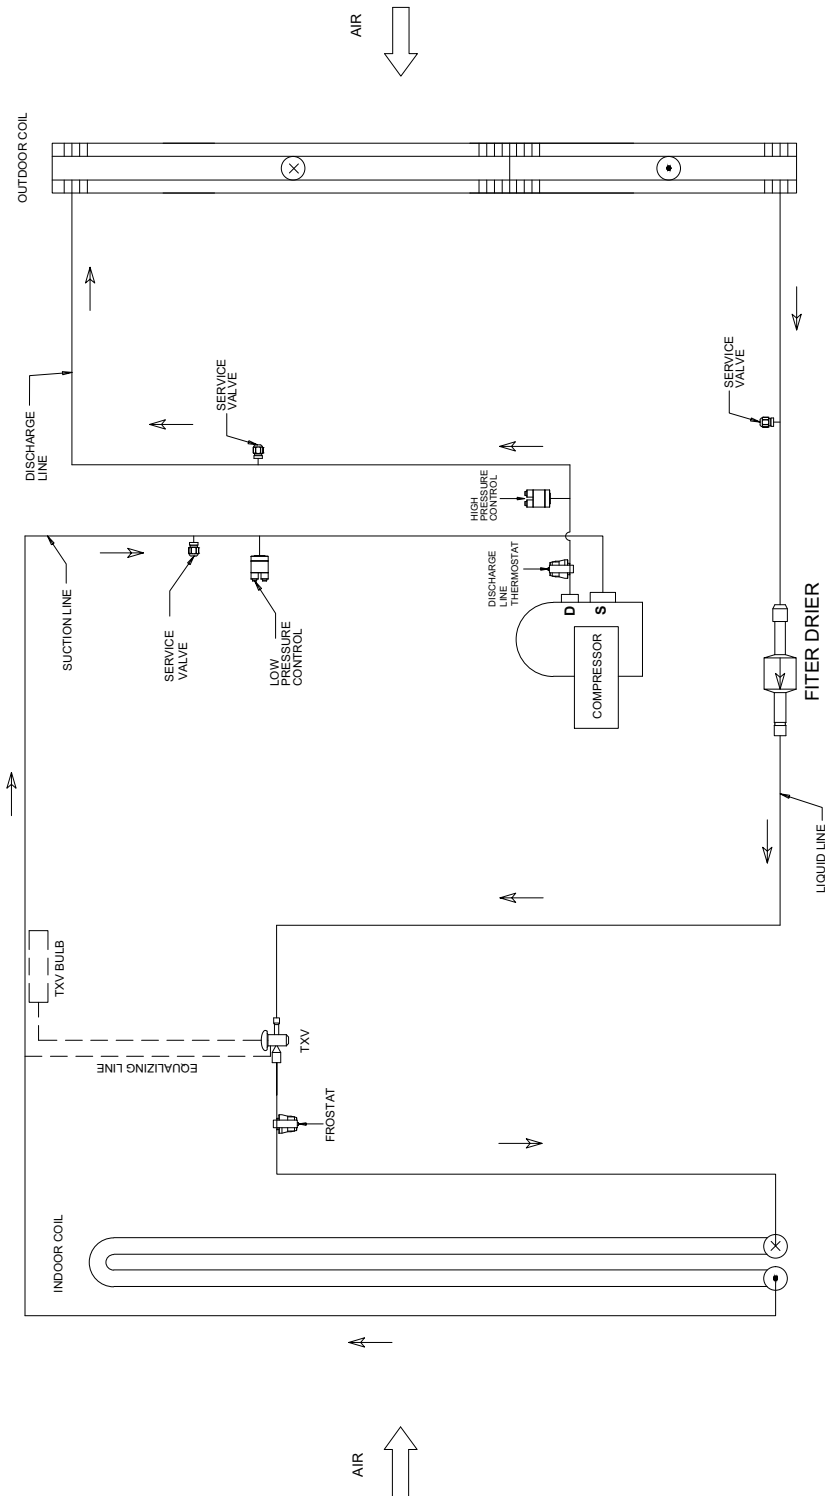 AIR
OUTDOOR COIL
SERVICE
VALVE
SERVICE
VALVE
DISCHARGE
LINE
HIGH
PRESSURE
CONTROL
DISCHARGE
LINE
THERMOSTAT
SUCTION LINE
SERVICE
VALVE
LOW
PRESSURE
CONTROL
D
S
COMPRESSOR
FITER DRIER
LIQUID LINE
TXV BULB
TXV
EQUALIZING LINE
FROSTAT
INDOOR COIL
AIR